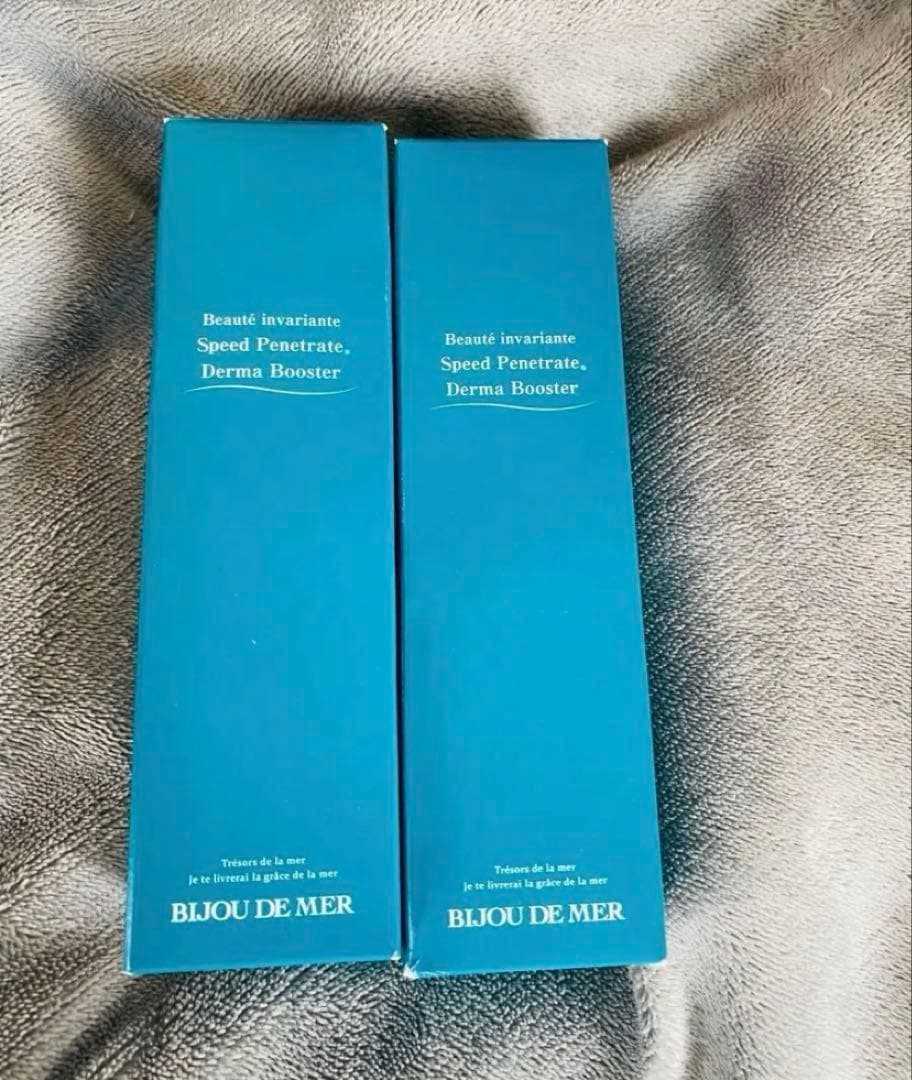 Beauté invariante
Speed Penetrate®
Derma Booster
Trésors de la mer
Je te livrerai la grâce de la mer
BIJOU DE MER
Beauté invariante
Speed Penetrate®
Derma Booster
Trésors de la mer
Je te livrerai la grâce de la mer
BIJOU DE MER